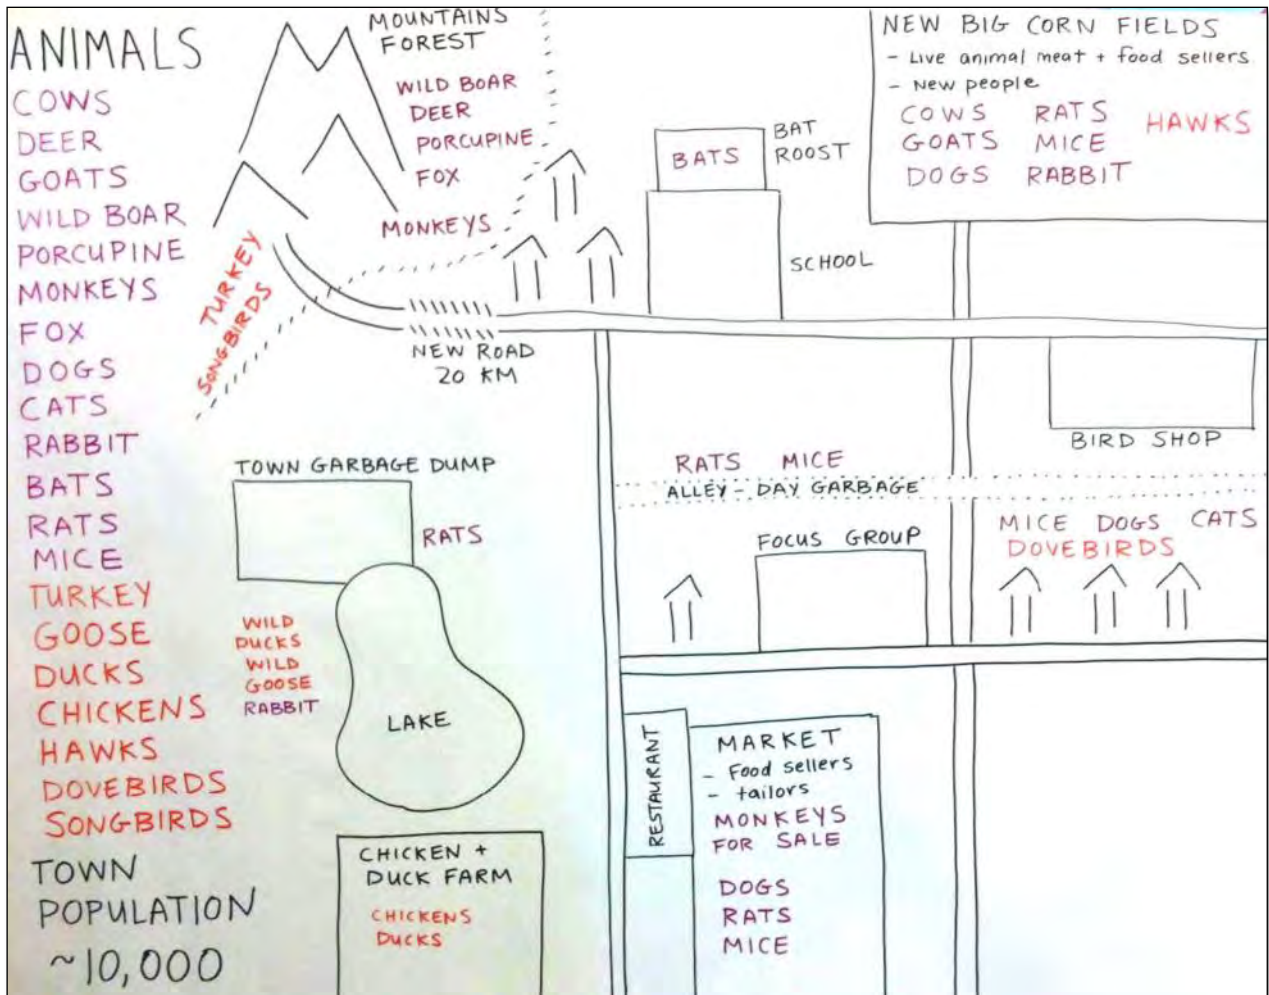 ANIMALS
COWS
DEER
GOATS
WILD BOAR
PORCUPINE
MONKEYS
FOX
DOGS
CATS
RABBIT
BATS
RATS
MICE
TURKEY
GOOSE
DUCKS
CHICKENS
HAWKS
DOVEBIRDS
SONGBIRDS
TOWN
POPULATION
~10,000
MOUNTAINS
FOREST
WILD BOAR
DEER
PORCUPINE
FOX
MONKEYS
TURKEY
SONGBIRDS
NEW ROAD
20 KM
BATS
BAT
ROOST
SCHOOL
NEW BIG CORN FIELDS
- Live animal meat + food sellers
- New people
COWS RATS
GOATS MICE
DOGS RABBIT
HAWKS
BIRD SHOP
TOWN GARBAGE DUMP
RATS
WILD
DUCKS
WILD
GOOSE
RABBIT
LAKE
CHICKEN +
DUCK FARM
CHICKENS
DUCKS
RATS MICE
ALLEY - DAY GARBAGE
FOCUS GROUP
MICE DOGS CATS
DOVEBIRDS
RESTAURANT
MARKET
- Food sellers
- tailors
MONKEYS
FOR SALE
DOGS
RATS
MICE